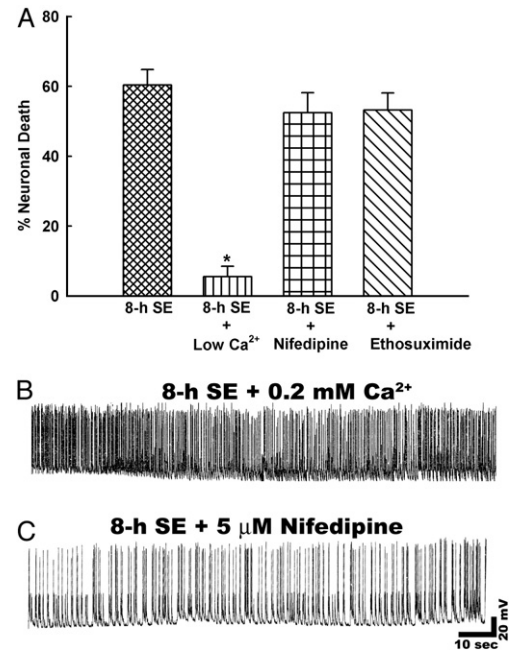 A
80
60
40
20
0
% Neuronal Death
*
8-h SE 8-h SE 8-h SE 8-h SE
+ + +
Low Ca²⁺ Nifedipine Ethosuximide
B 8-h SE + 0.2 mM Ca²⁺
C 8-h SE + 5 μM Nifedipine
20 mV
10 sec